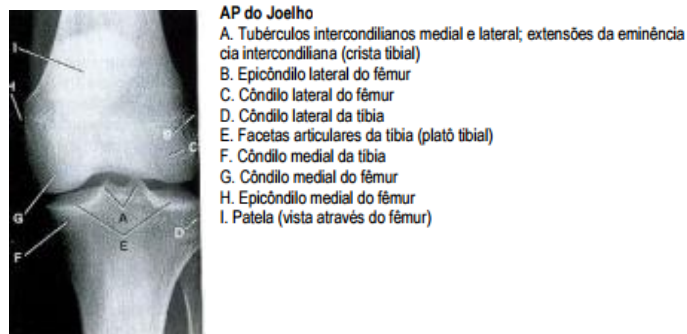 AP do Joelho
A. Tubérculos intercondilianos medial e lateral; extensões da eminência
cia intercondiliana (crista tibial)
B. Epicôndilo lateral do fêmur
C. Côndilo lateral do fêmur
D. Côndilo lateral da tíbia
E. Facetas articulares da tíbia (platô tibial)
F. Côndilo medial da tíbia
G. Côndilo medial do fêmur
H. Epicôndilo medial do fêmur
I. Patela (vista através do fêmur)
I
H
B
C
G
A
D
E
F